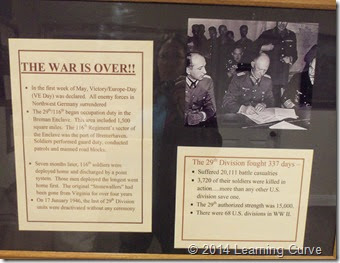 THE WAR IS OVER!!
In the first week of May, Victory/Europe-Day
(VE Day) was declared. All enemy forces in
Northwest Germany surrendered
The 29th/116th began occupation duty in the
Breman Enclave. This area included 1,500
square miles. The 116th Regiment's sector of
the Enclave was the port of Bremerhaven.
Soldiers performed guard duty, conducted
patrols and manned road blocks.
Seven months later, 116th soldiers were
deployed home and discharged by a point
system. Those men deployed the longest went
home first. The original "Stonewallers" had
been gone from Virginia for over four years
On 17 January 1946, the last of 29th Division
units were deactivated without any ceremony
The 29th Division fought 337 days
Suffered 20,111 battle casualties
3,720 of their soldiers were killed in
action.....more than any other U.S.
division save one.
The 29th authorized strength was 15,000.
There were 68 U.S. divisions in WW II.
© 2014 Learning Curve